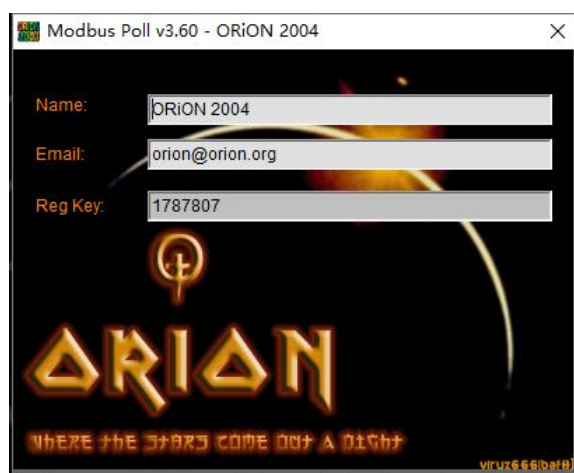 Modbus Poll v3.60 - ORiON 2004
Name: ORiON 2004
Email: orion@orion.org
Reg Key: 1787807
ORION
WHERE THE STARS COME OUT A NIGHT